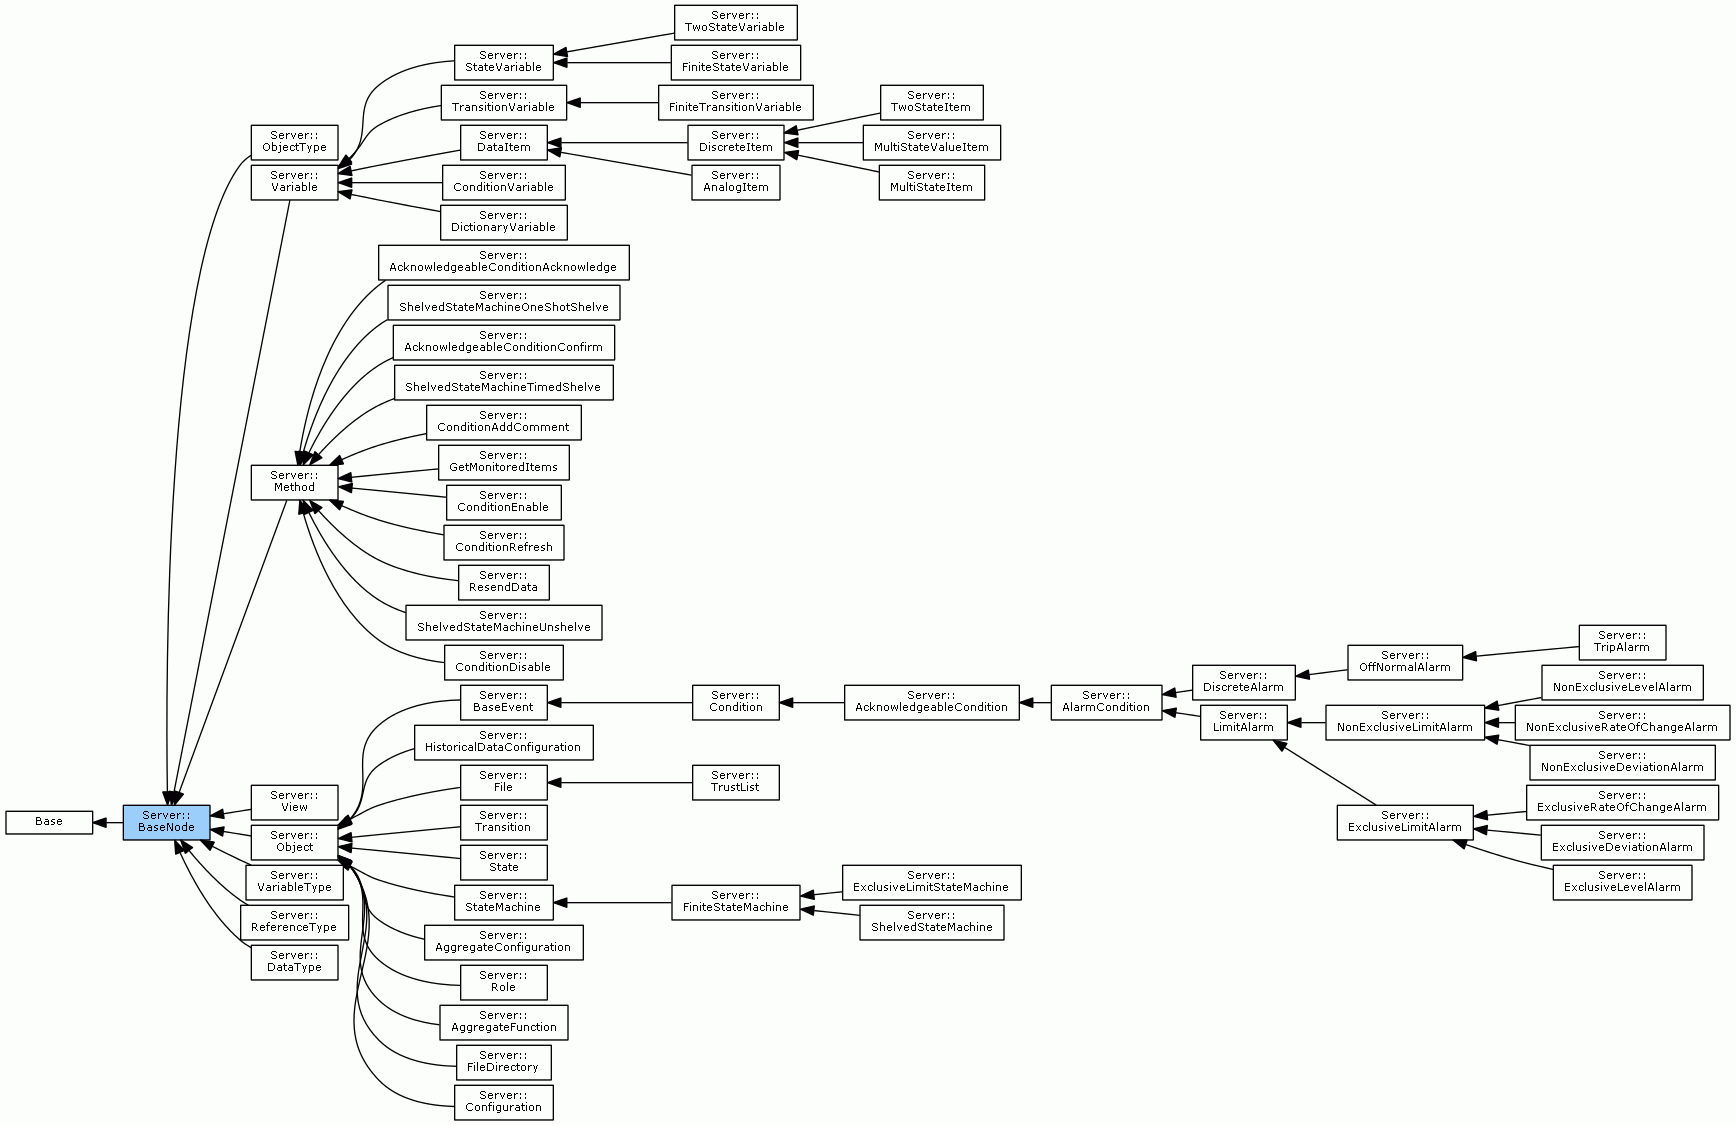 Server::
TwoStateVariable
Server::
StateVariable
Server::
FiniteStateVariable
Server::
TransitionVariable
Server::
FiniteTransitionVariable
Server::
TwoStateItem
Server::
ObjectType
Server::
DataItem
Server::
DiscreteItem
Server::
MultiStateValueItem
Server::
Variable
Server::
ConditionVariable
Server::
AnalogItem
Server::
MultiStateItem
Server::
DictionaryVariable
Server::
AcknowledgeableConditionAcknowledge
Server::
ShelvedStateMachineOneShotShelve
Server::
AcknowledgeableConditionConfirm
Server::
ShelvedStateMachineTimedShelve
Server::
ConditionAddComment
Server::
GetMonitoredItems
Server::
Method
Server::
ConditionEnable
Server::
ConditionRefresh
Server::
ResendData
Server::
ShelvedStateMachineUnshelve
Server::
ConditionDisable
Server::
TripAlarm
Server::
OffNormalAlarm
Server::
DiscreteAlarm
Server::
NonExclusiveLevelAlarm
Server::
BaseEvent
Server::
Condition
Server::
AcknowledgeableCondition
Server::
AlarmCondition
Server::
LimitAlarm
Server::
NonExclusiveLimitAlarm
Server::
NonExclusiveRateOfChangeAlarm
Server::
HistoricalDataConfiguration
Server::
NonExclusiveDeviationAlarm
Server::
File
Server::
TrustList
Server::
View
Server::
ExclusiveRateOfChangeAlarm
Base
Server::
BaseNode
Server::
Transition
Server::
ExclusiveLimitAlarm
Server::
Object
Server::
ExclusiveDeviationAlarm
Server::
State
Server::
ExclusiveLevelAlarm
Server::
VariableType
Server::
StateMachine
Server::
FiniteStateMachine
Server::
ExclusiveLimitStateMachine
Server::
ReferenceType
Server::
ShelvedStateMachine
Server::
AggregateConfiguration
Server::
DataType
Server::
Role
Server::
AggregateFunction
Server::
FileDirectory
Server::
Configuration